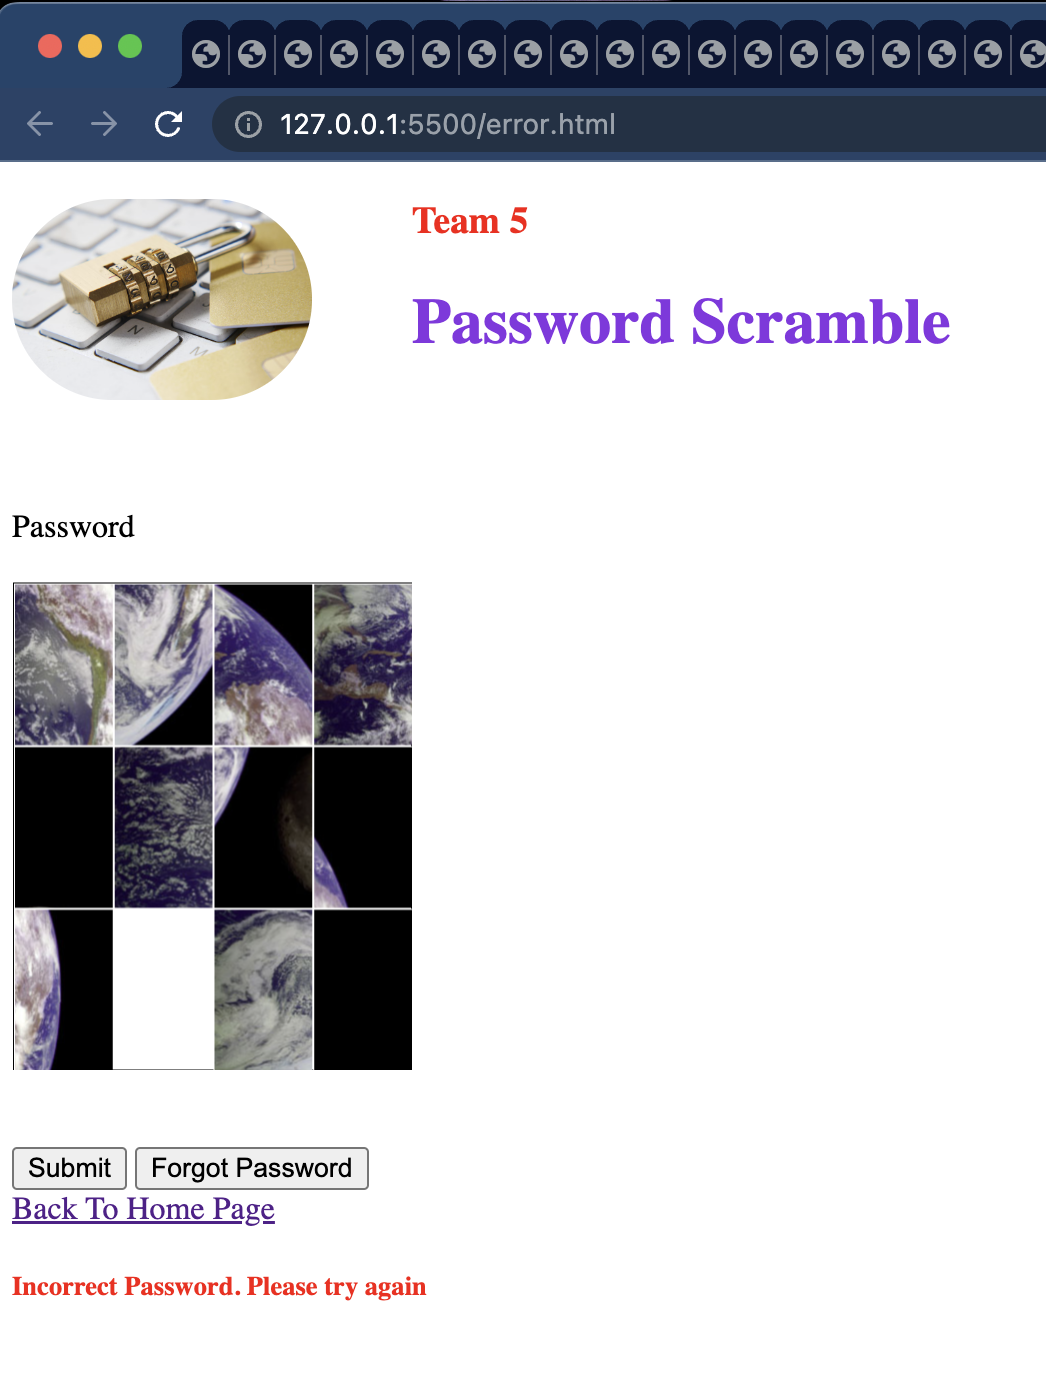 127.0.0.1:5500/error.html
Team 5
Password Scramble
Password
Submit Forgot Password
Back To Home Page
Incorrect Password. Please try again